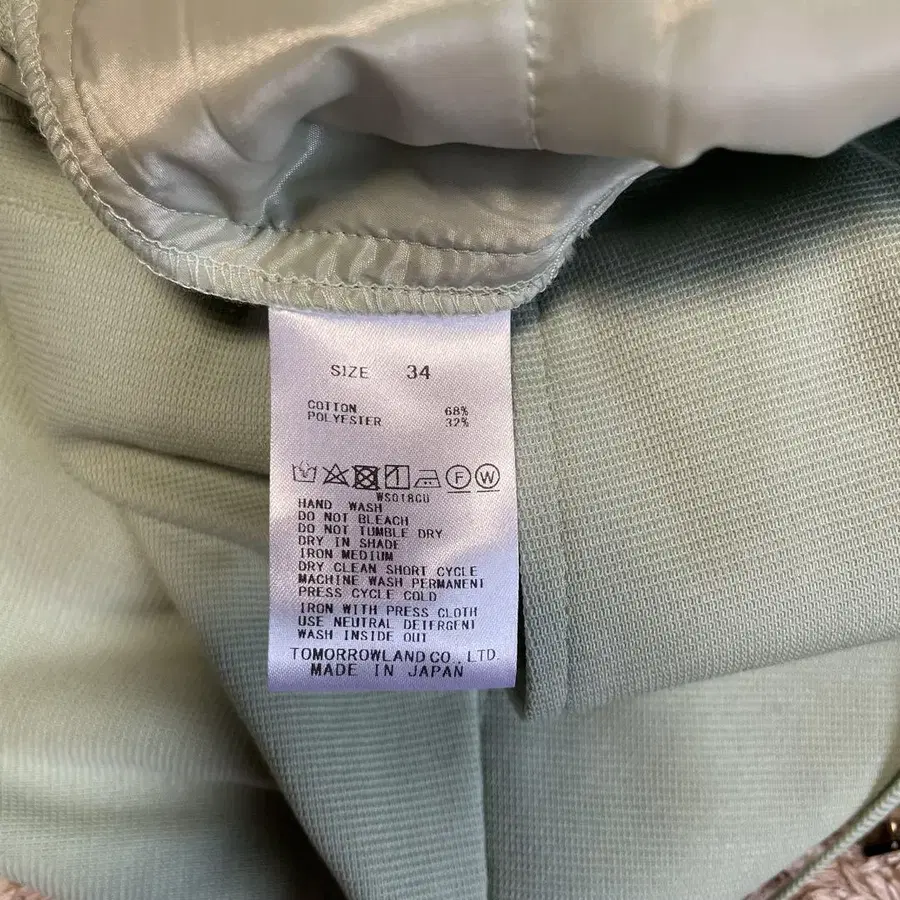 SIZE 34
COTTON 68%
POLYESTER 32%
F W
WS018CU
HAND WASH
DO NOT BLEACH
DO NOT TUMBLE DRY
DRY IN SHADE
IRON MEDIUM
DRY CLEAN SHORT CYCLE
MACHINE WASH PERMANENT
PRESS CYCLE COLD
IRON WITH PRESS CLOTH
USE NEUTRAL DETERGENT
WASH INSIDE OUT
TOMORROWLAND CO.,LTD.
MADE IN JAPAN